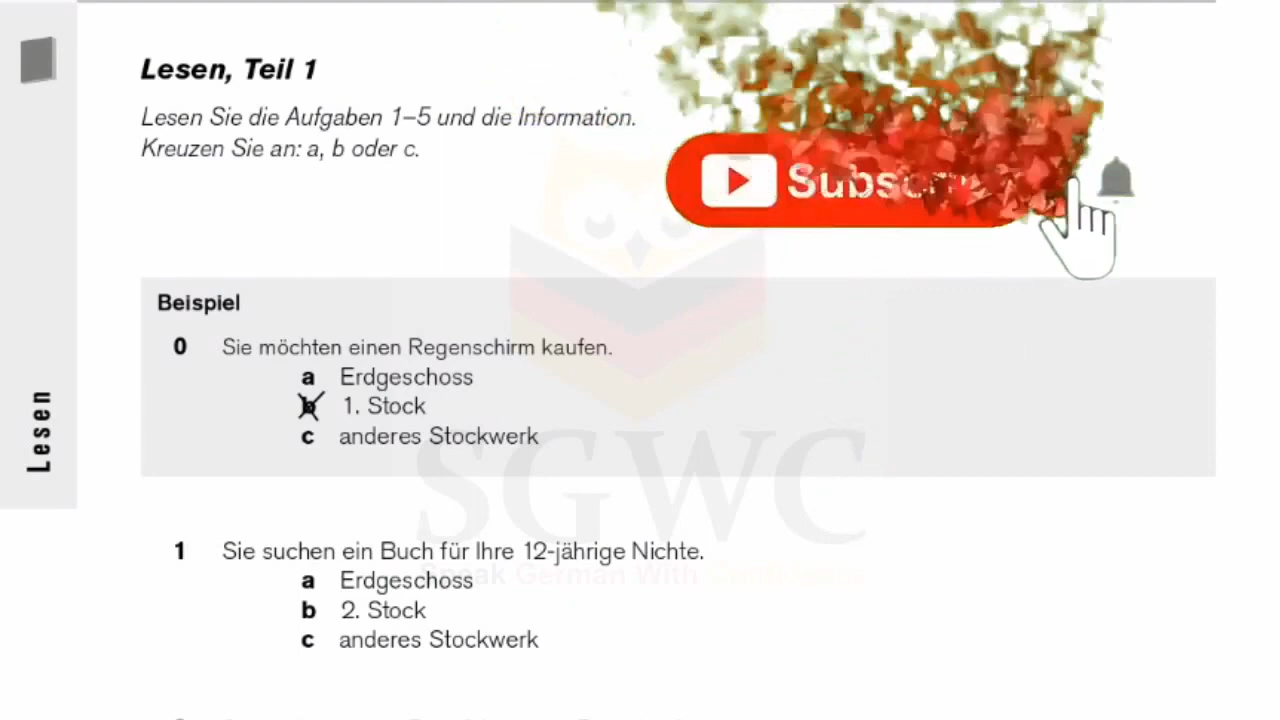 Lesen, Teil 1
Lesen Sie die Aufgaben 1–5 und die Information.
Kreuzen Sie an: a, b oder c.
Beispiel
0 Sie möchten einen Regenschirm kaufen.
a Erdgeschoss
b 1. Stock
c anderes Stockwerk
Lesen
SGWC
1 Sie suchen ein Buch für Ihre 12-jährige Nichte.
Speak German With Confidence
a Erdgeschoss
b 2. Stock
c anderes Stockwerk